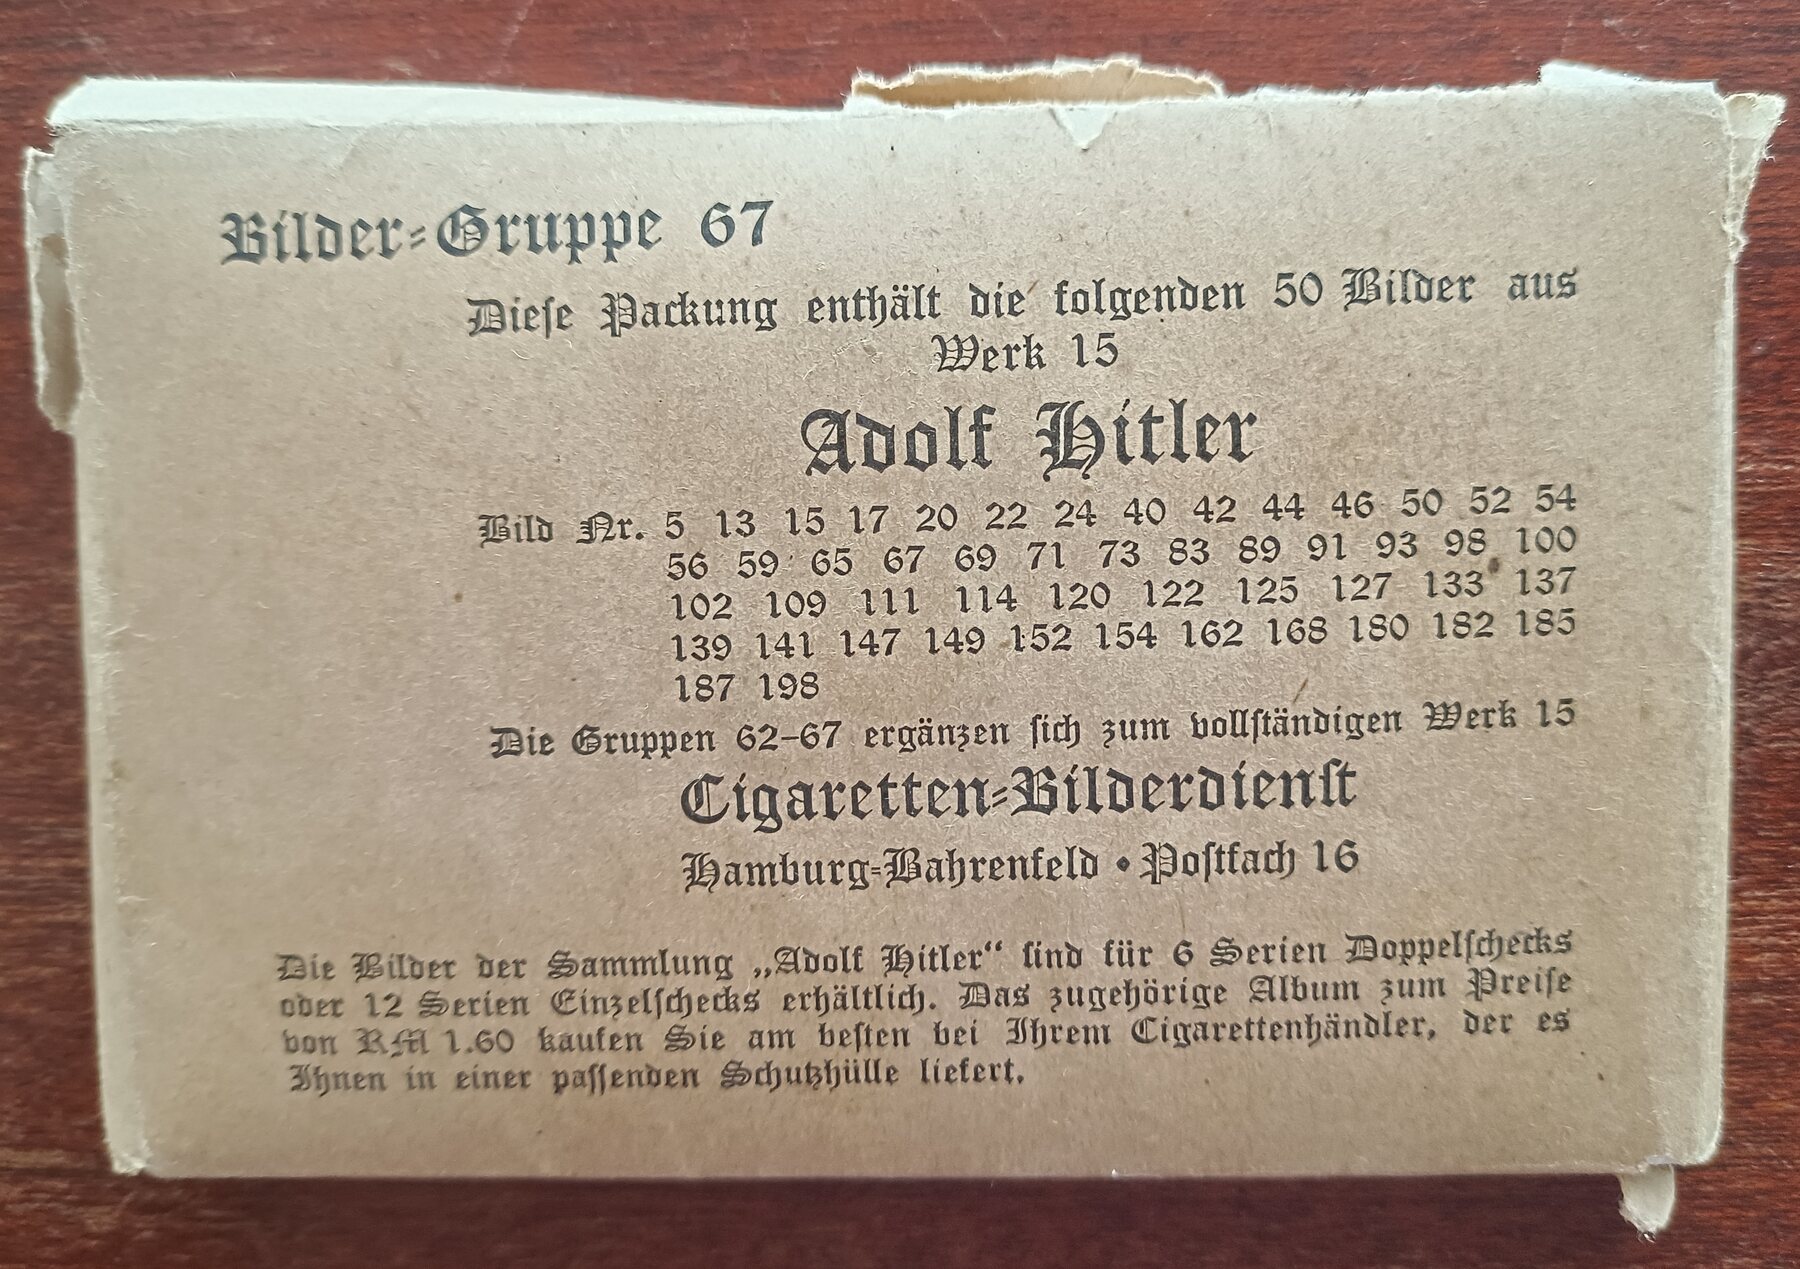 Bilder-Gruppe 67
Dieſe Packung enthält die folgenden 50 Bilder aus
Werk 15
Adolf Hitler
Bild Nr. 5 13 15 17 20 22 24 40 42 44 46 50 52 54
56 59 65 67 69 71 73 83 89 91 93 98 100
102 109 111 114 120 122 125 127 133 137
139 141 147 149 152 154 162 168 180 182 185
187 198
Die Gruppen 62–67 ergänzen ſich zum vollſtändigen Werk 15
Cigaretten-Bilderdienſt
Hamburg-Bahrenfeld • Poſtfach 16
Die Bilder der Sammlung „Adolf Hitler“ ſind für 6 Serien Doppelſchecks
oder 12 Serien Einzelſchecks erhältlich. Das zugehörige Album zum Preiſe
von RM 1.60 kaufen Sie am beſten bei Ihrem Cigarettenhändler, der es
Ihnen in einer paſſenden Schutzhülle liefert.